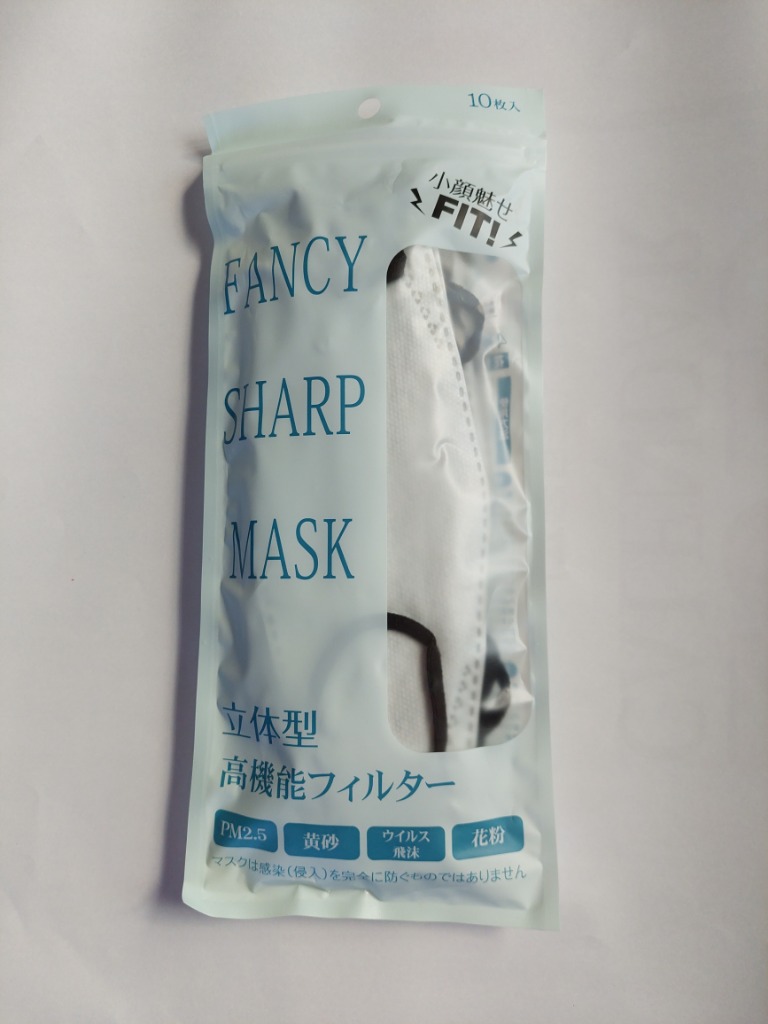 10枚入
小顔魅せ
FIT!
FANCY
SHARP
MASK
立体型
高機能フィルター
PM2.5
黄砂
ウイルス
飛沫
花粉
マスクは感染(侵入)を完全に防ぐものではありません